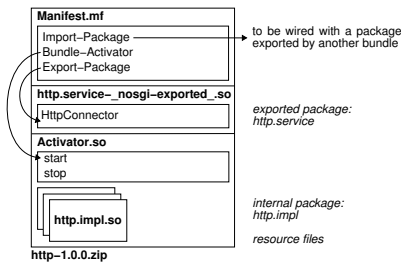 Manifest.mf
Import−Package
to be wired with a package
exported by another bundle
Bundle−Activator
Export−Package
http.service−_nosgi−exported_.so
HttpConnector
exported package:
http.service
Activator.so
start
stop
http.impl.so
internal package:
http.impl
resource files
http−1.0.0.zip